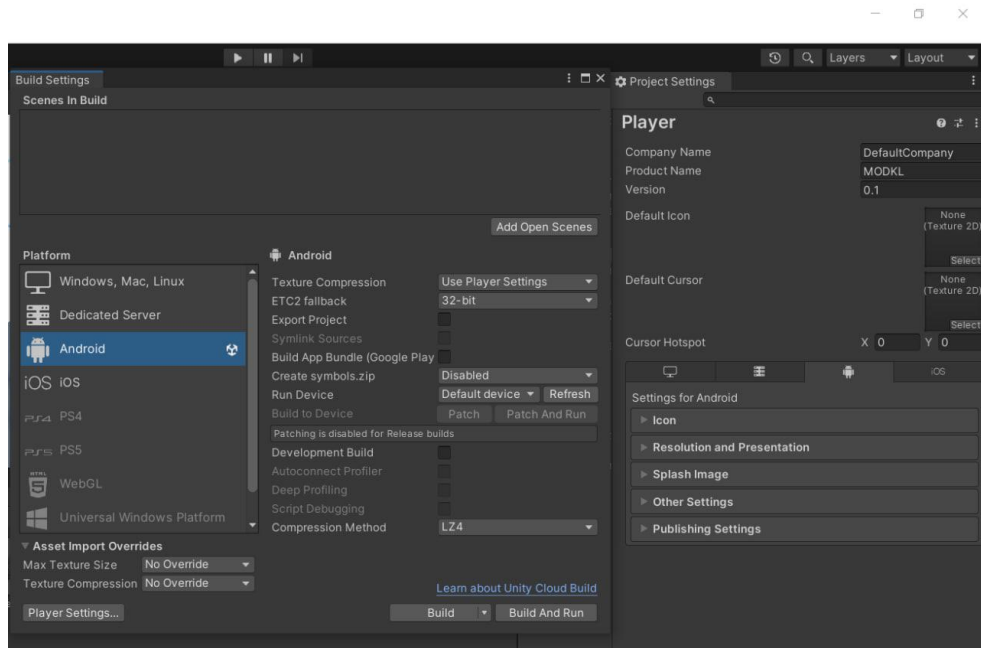 Layers
Layout
Build Settings
Scenes In Build
Add Open Scenes
Platform
Windows, Mac, Linux
Dedicated Server
Android
iOS iOS
PS4 PS4
PS5 PS5
HTML 5 WebGL
Universal Windows Platform
Android
Texture Compression Use Player Settings
ETC2 fallback 32-bit
Export Project
Symlink Sources
Build App Bundle (Google Play
Create symbols.zip Disabled
Run Device Default device Refresh
Build to Device Patch Patch And Run
Patching is disabled for Release builds
Development Build
Autoconnect Profiler
Deep Profiling
Script Debugging
Compression Method LZ4
Asset Import Overrides
Max Texture Size No Override
Texture Compression No Override
Learn about Unity Cloud Build
Player Settings...
Build
Build And Run
Project Settings
Player
Company Name DefaultCompany
Product Name MODKL
Version 0.1
Default Icon
None
(Texture 2D)
Select
Default Cursor
None
(Texture 2D)
Select
Cursor Hotspot X 0 Y 0
iOS
Settings for Android
Icon
Resolution and Presentation
Splash Image
Other Settings
Publishing Settings